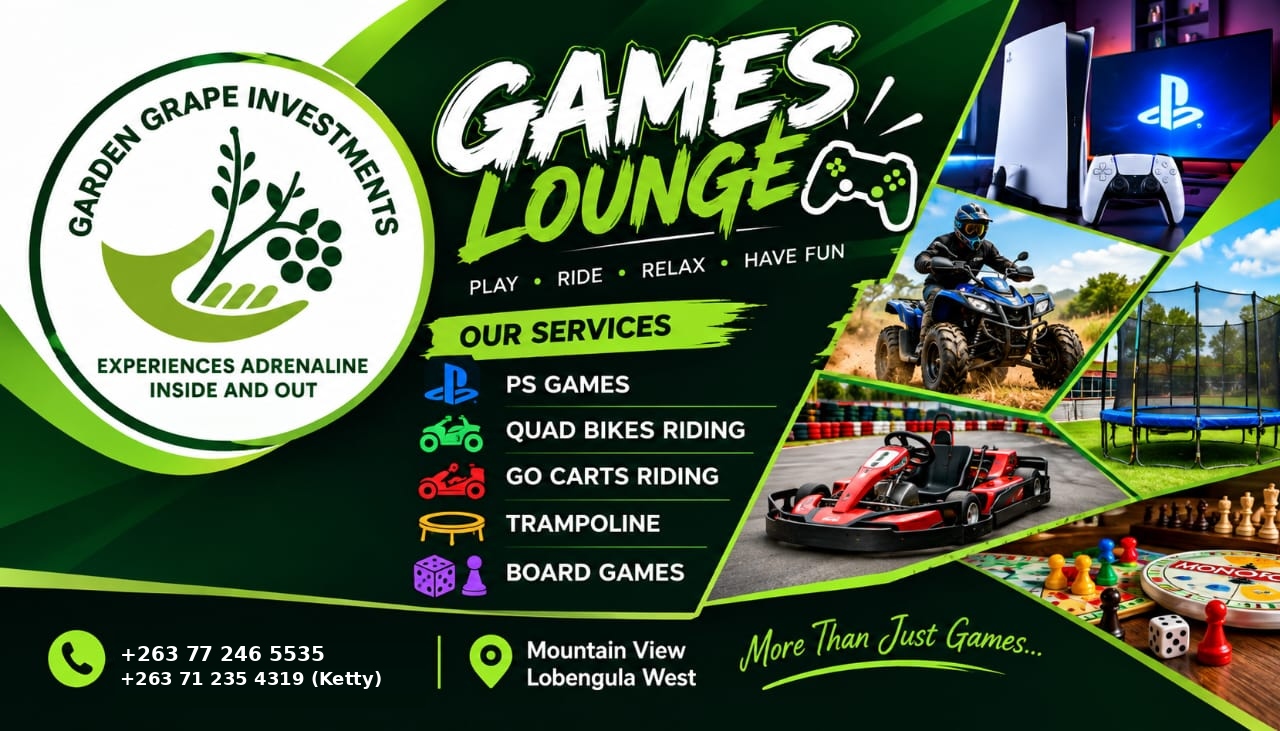 GARDEN GRAPE INVESTMENTS
EXPERIENCES ADRENALINE
INSIDE AND OUT
GAMES
LOUNGE
PLAY • RIDE • RELAX • HAVE FUN
OUR SERVICES
PS GAMES
QUAD BIKES RIDING
GO CARTS RIDING
TRAMPOLINE
BOARD GAMES
+263 77 246 5535
+263 71 235 4319 (Ketty)
Mountain View
Lobengula West
More Than Just Games...